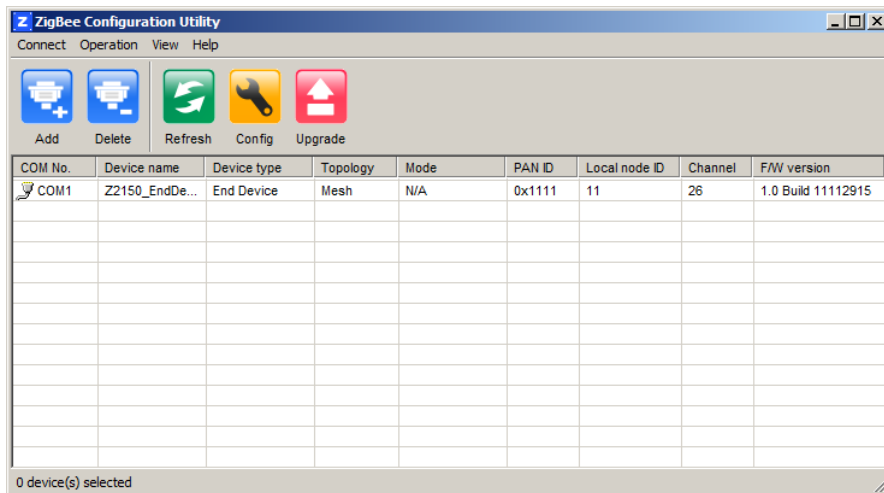 Z ZigBee Configuration Utility
Connect Operation View Help
Add Delete Refresh Config Upgrade
COM No. Device name Device type Topology Mode PAN ID Local node ID Channel F/W version
COM1 Z2150_EndDe... End Device Mesh N/A 0x1111 11 26 1.0 Build 11112915
0 device(s) selected